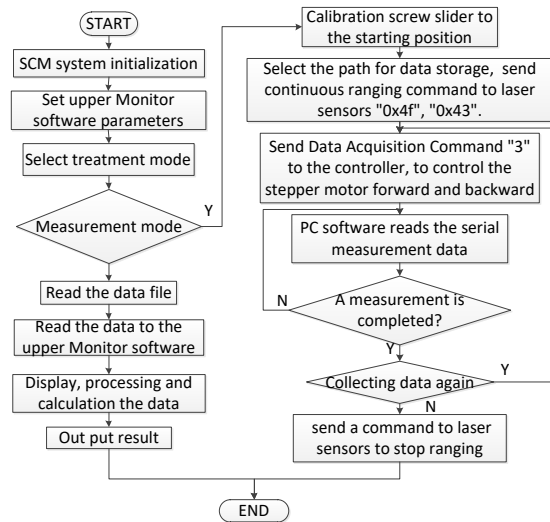 START
SCM system initialization
Set upper Monitor
software parameters
Select treatment mode
Measurement mode
Y
Read the data file
Read the data to the
upper Monitor software
Display, processing and
calculation the data
Out put result
Calibration screw slider to
the starting position
Select the path for data storage, send
continuous ranging command to laser
sensors "0x4f", "0x43".
Send Data Acquisition Command "3"
to the controller, to control the
stepper motor forward and backward
PC software reads the serial
measurement data
N
A measurement is
completed?
Y
Collecting data again
Y
N
send a command to laser
sensors to stop ranging
END